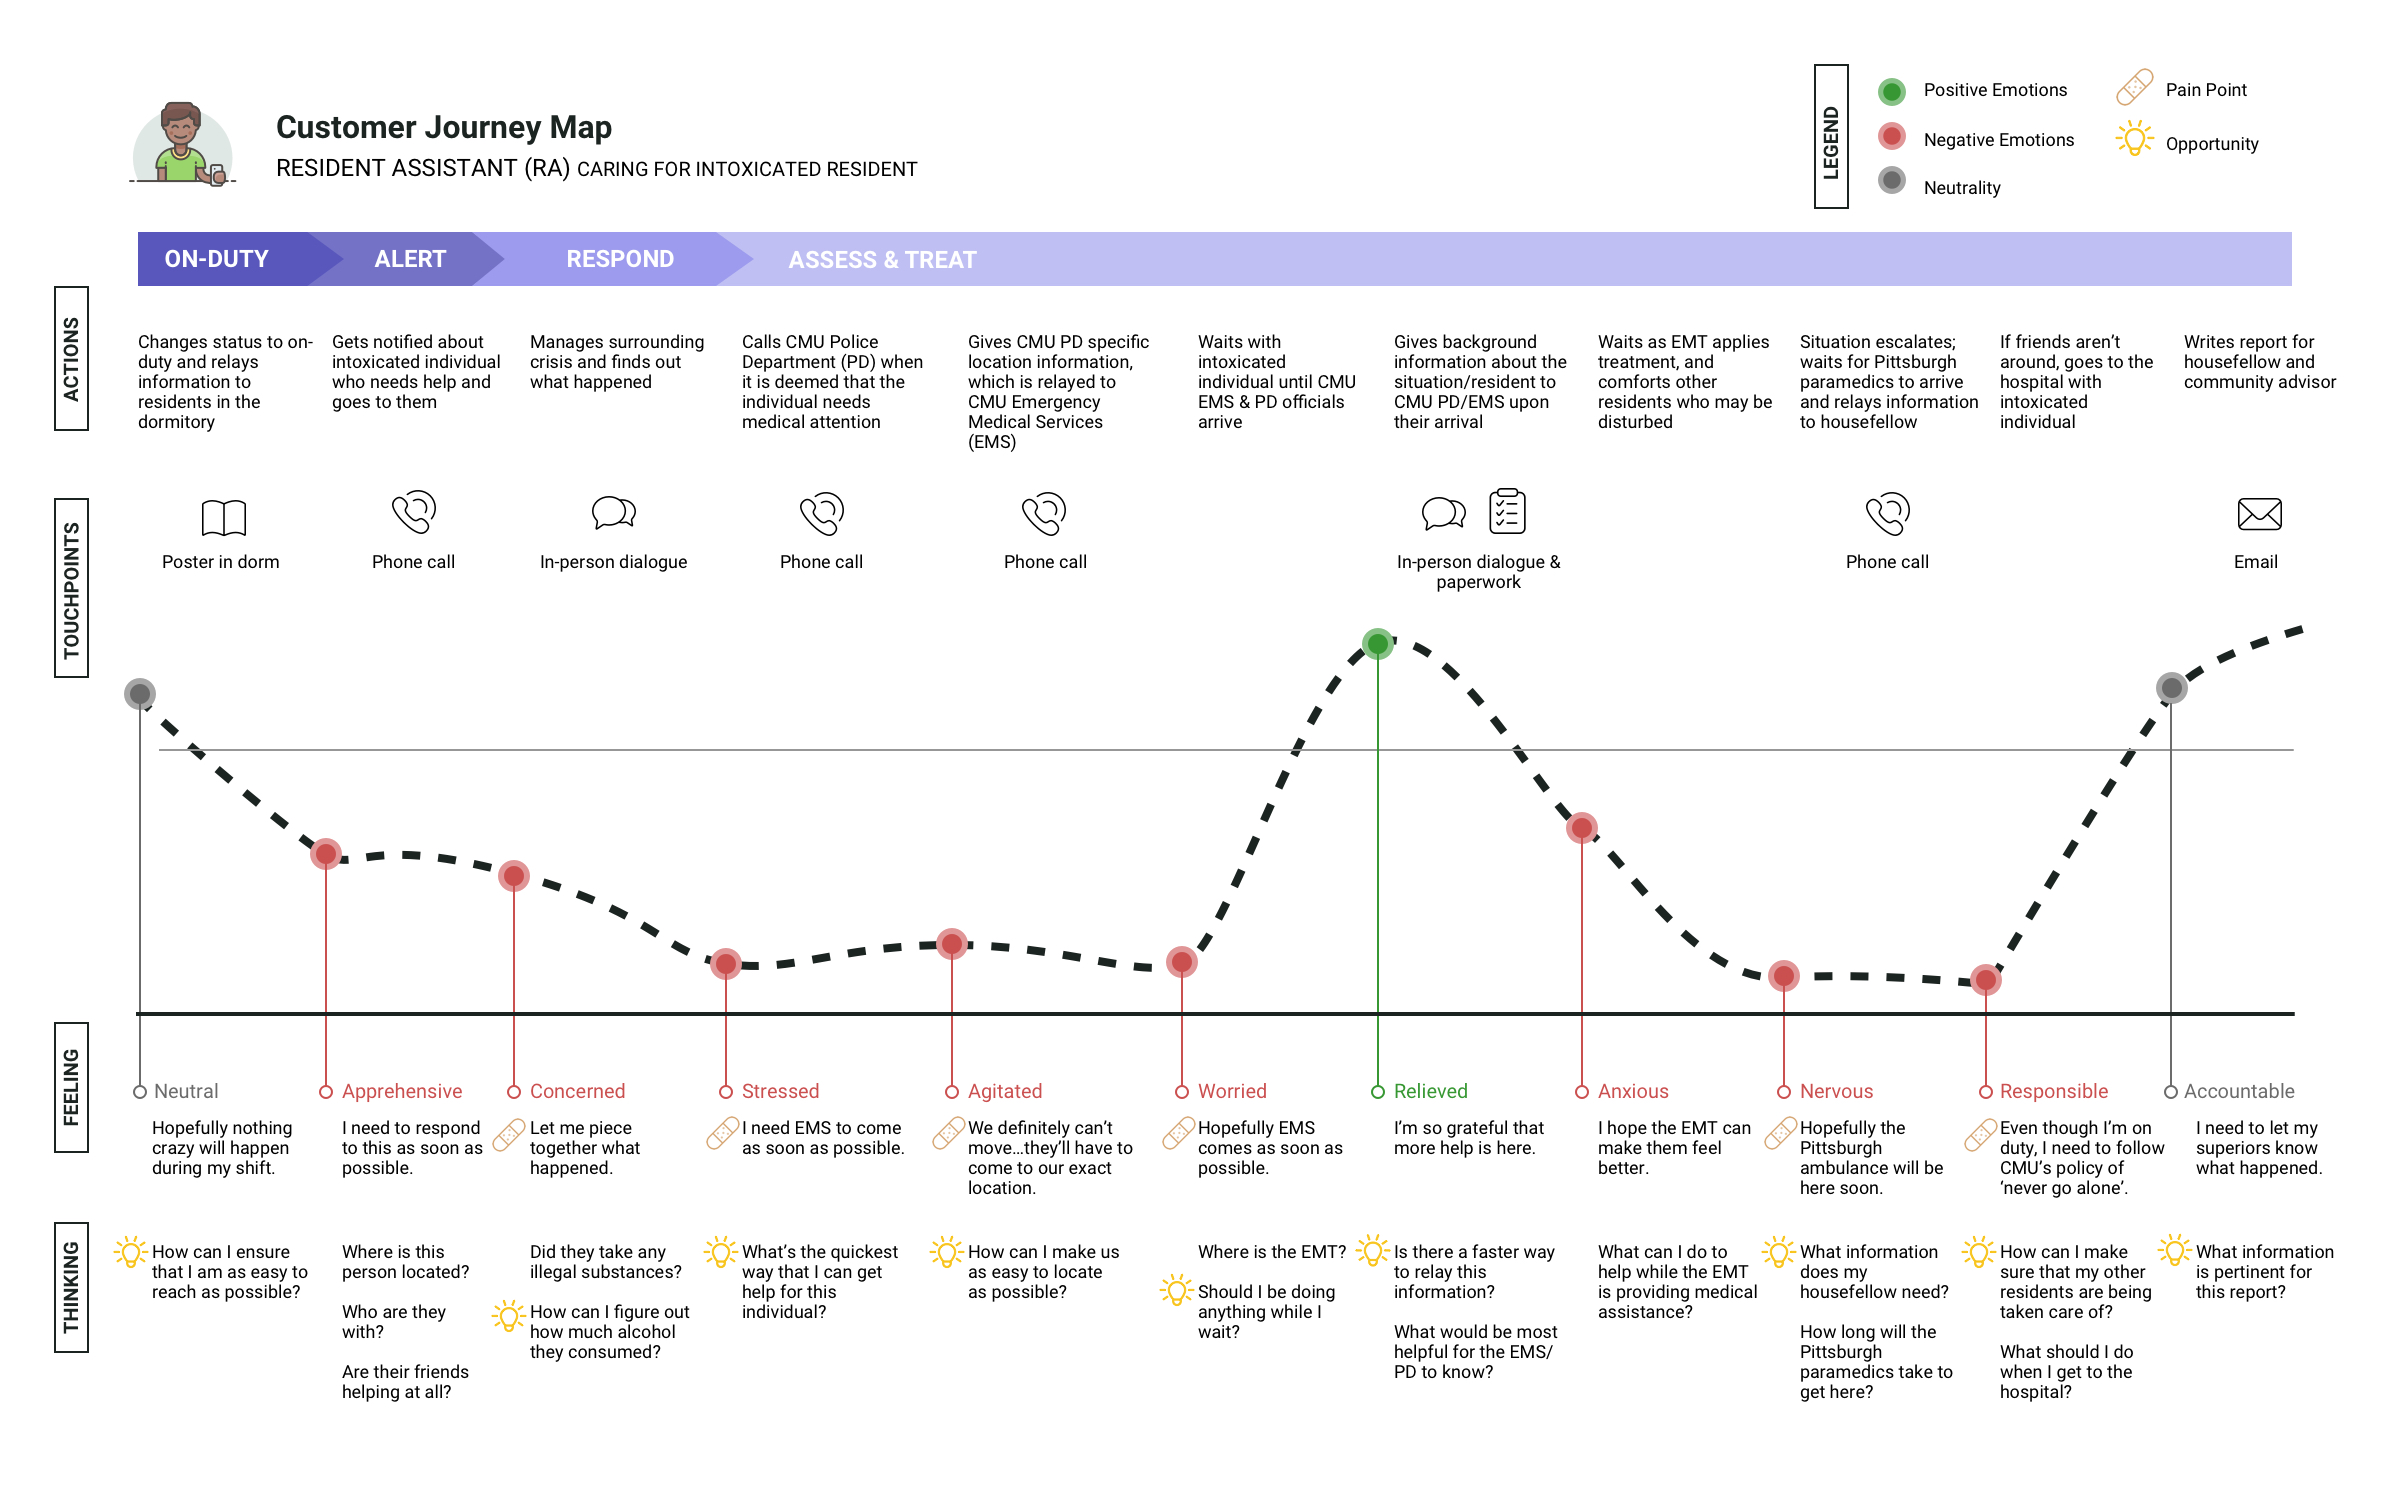 Customer Journey Map
RESIDENT ASSISTANT (RA) CARING FOR INTOXICATED RESIDENT
LEGEND
Positive Emotions
Negative Emotions
Neutrality
Pain Point
Opportunity
ON-DUTY
ALERT
RESPOND
ASSESS & TREAT
ACTIONS
Changes status to on-
duty and relays
information to
residents in the
dormitory
Gets notified about
intoxicated individual
who needs help and
goes to them
Manages surrounding
crisis and finds out
what happened
Calls CMU Police
Department (PD) when
it is deemed that the
individual needs
medical attention
Gives CMU PD specific
location information,
which is relayed to
CMU Emergency
Medical Services
(EMS)
Waits with
intoxicated
individual until CMU
EMS & PD officials
arrive
Gives background
information about the
situation/resident to
CMU PD/EMS upon
their arrival
Waits as EMT applies
treatment, and
comforts other
residents who may be
disturbed
Situation escalates;
waits for Pittsburgh
paramedics to arrive
and relays information
to housefellow
If friends aren’t
around, goes to the
hospital with
intoxicated
individual
Writes report for
housefellow and
community advisor
TOUCHPOINTS
Poster in dorm
Phone call
In-person dialogue
Phone call
Phone call
In-person dialogue &
paperwork
Phone call
Email
FEELING
Neutral
Hopefully nothing
crazy will happen
during my shift.
Apprehensive
I need to respond
to this as soon as
possible.
Concerned
Let me piece
together what
happened.
Stressed
I need EMS to come
as soon as possible.
Agitated
We definitely can’t
move...they’ll have to
come to our exact
location.
Worried
Hopefully EMS
comes as soon as
possible.
Relieved
I’m so grateful that
more help is here.
Anxious
I hope the EMT can
make them feel
better.
Nervous
Hopefully the
Pittsburgh
ambulance will be
here soon.
Responsible
Even though I’m on
duty, I need to follow
CMU’s policy of
‘never go alone’.
Accountable
I need to let my
superiors know
what happened.
THINKING
How can I ensure
that I am as easy to
reach as possible?
Where is this
person located?
Who are they
with?
Are their friends
helping at all?
Did they take any
illegal substances?
How can I figure out
how much alcohol
they consumed?
What’s the quickest
way that I can get
help for this
individual?
How can I make us
as easy to locate
as possible?
Where is the EMT?
Should I be doing
anything while I
wait?
Is there a faster way
to relay this
information?
What would be most
helpful for the EMS/
PD to know?
What can I do to
help while the EMT
is providing medical
assistance?
What information
does my
housefellow need?
How long will the
Pittsburgh
paramedics take to
get here?
How can I make
sure that my other
residents are being
taken care of?
What should I do
when I get to the
hospital?
What information
is pertinent for
this report?